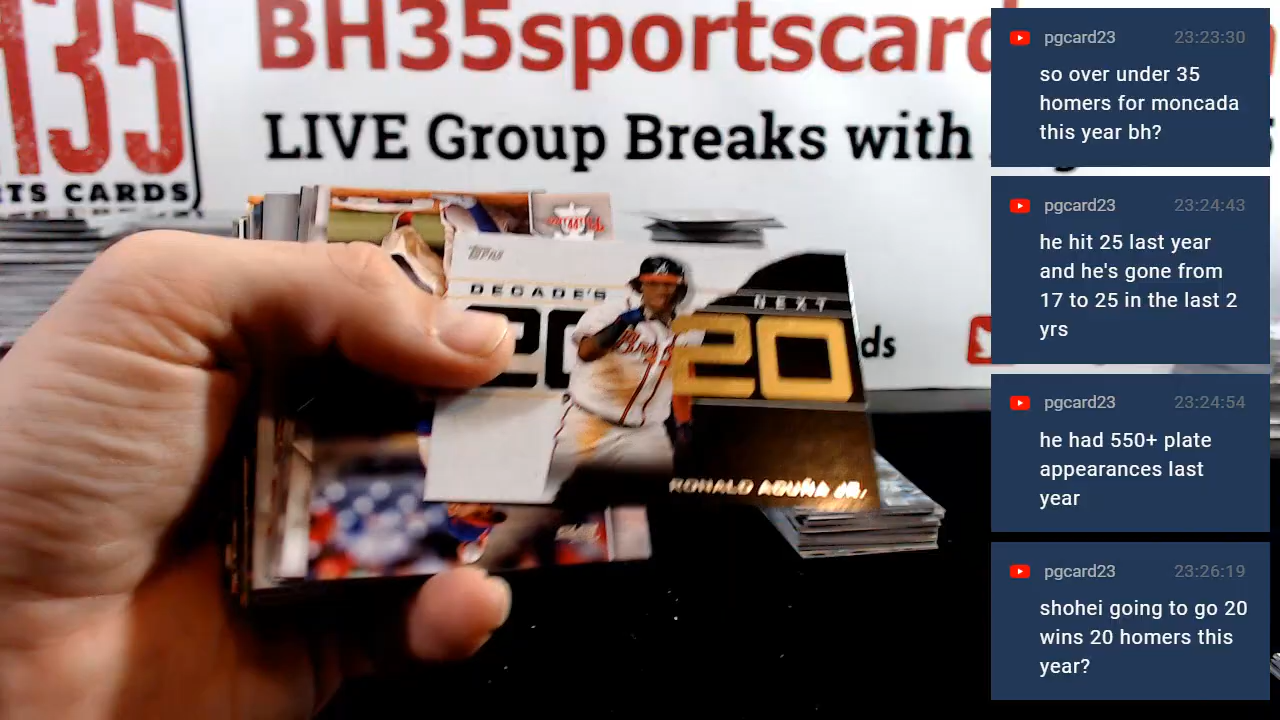 BH35sportscard
LIVE Group Breaks with
35
TS CARDS
Topps
DECADE'S NEXT
2020
RONALD ACUÑA JR.
ds
pgcard23 23:23:30
so over under 35
homers for moncada
this year bh?
pgcard23 23:24:43
he hit 25 last year
and he's gone from
17 to 25 in the last 2
yrs
pgcard23 23:24:54
he had 550+ plate
appearances last
year
pgcard23 23:26:19
shohei going to go 20
wins 20 homers this
year?